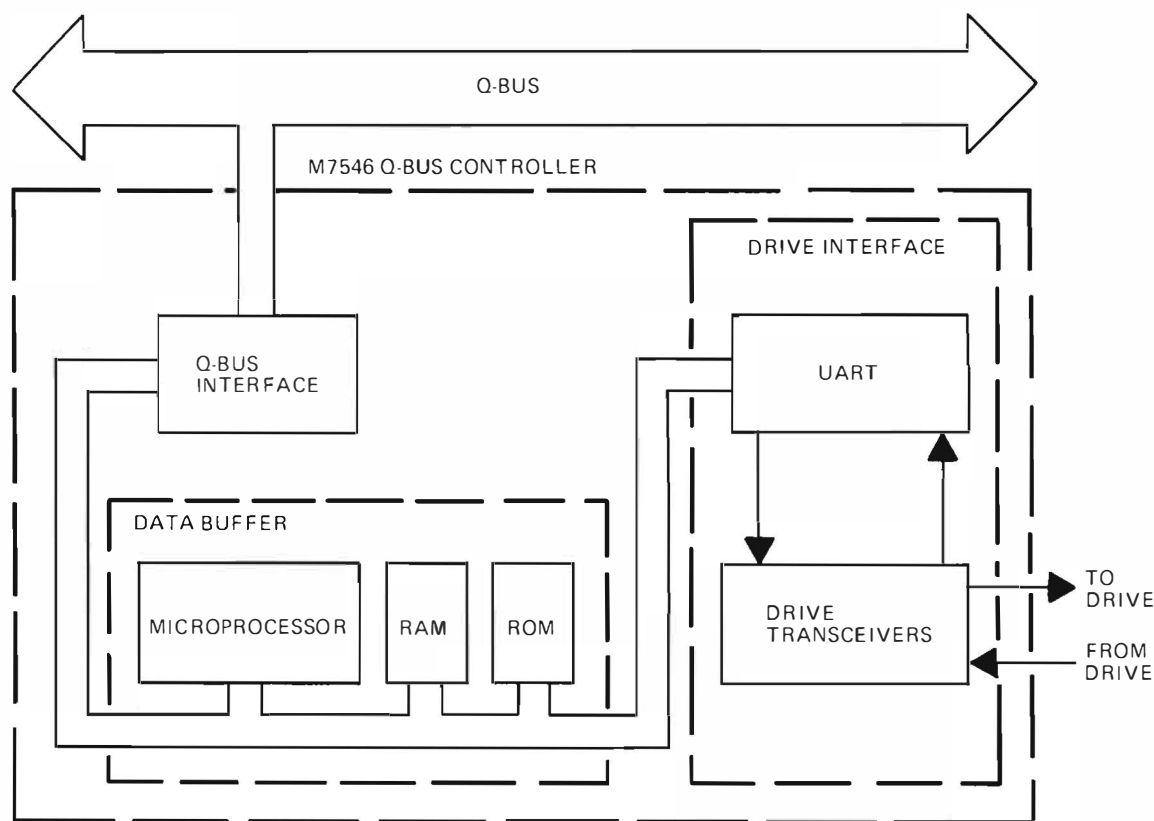 Q-BUS
M7546 Q-BUS CONTROLLER
DRIVE INTERFACE
Q-BUS
INTERFACE
UART
DATA BUFFER
MICROPROCESSOR
RAM
ROM
DRIVE
TRANSCEIVERS
TO
DRIVE
FROM
DRIVE